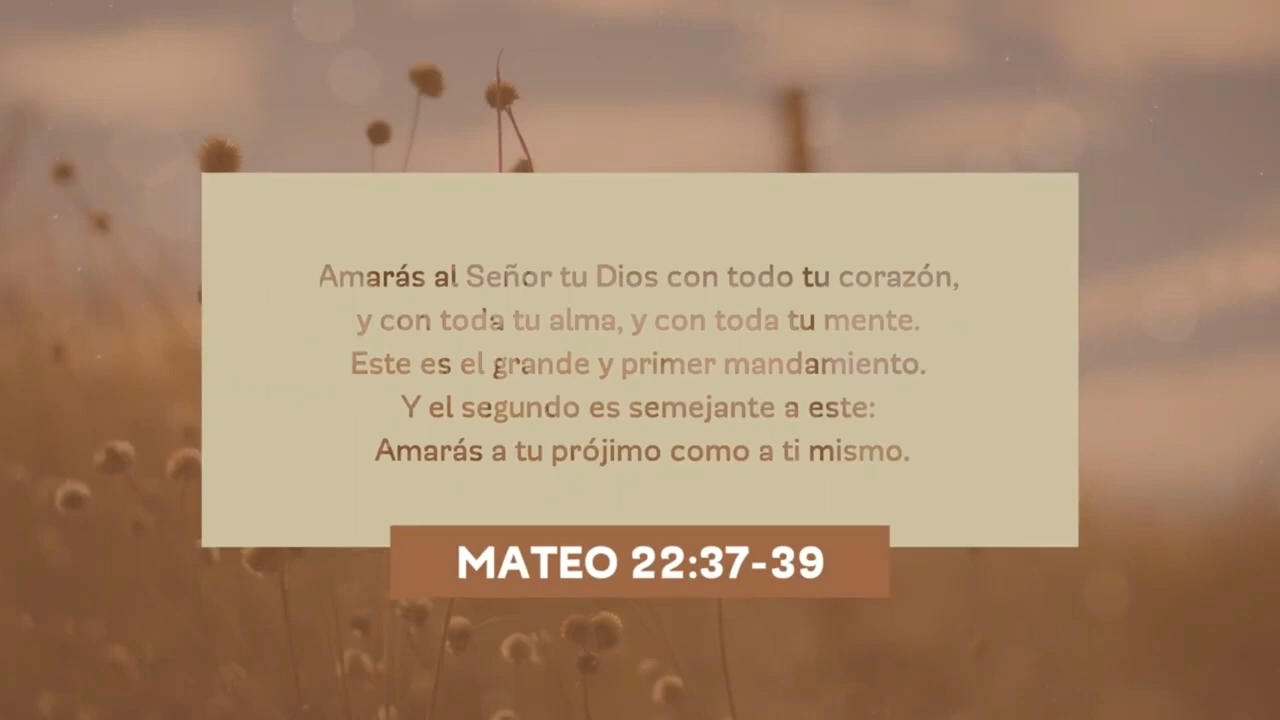 Amarás al Señor tu Dios con todo tu corazón,
y con toda tu alma, y con toda tu mente.
Este es el grande y primer mandamiento.
Y el segundo es semejante a este:
Amarás a tu prójimo como a ti mismo.
MATEO 22:37-39